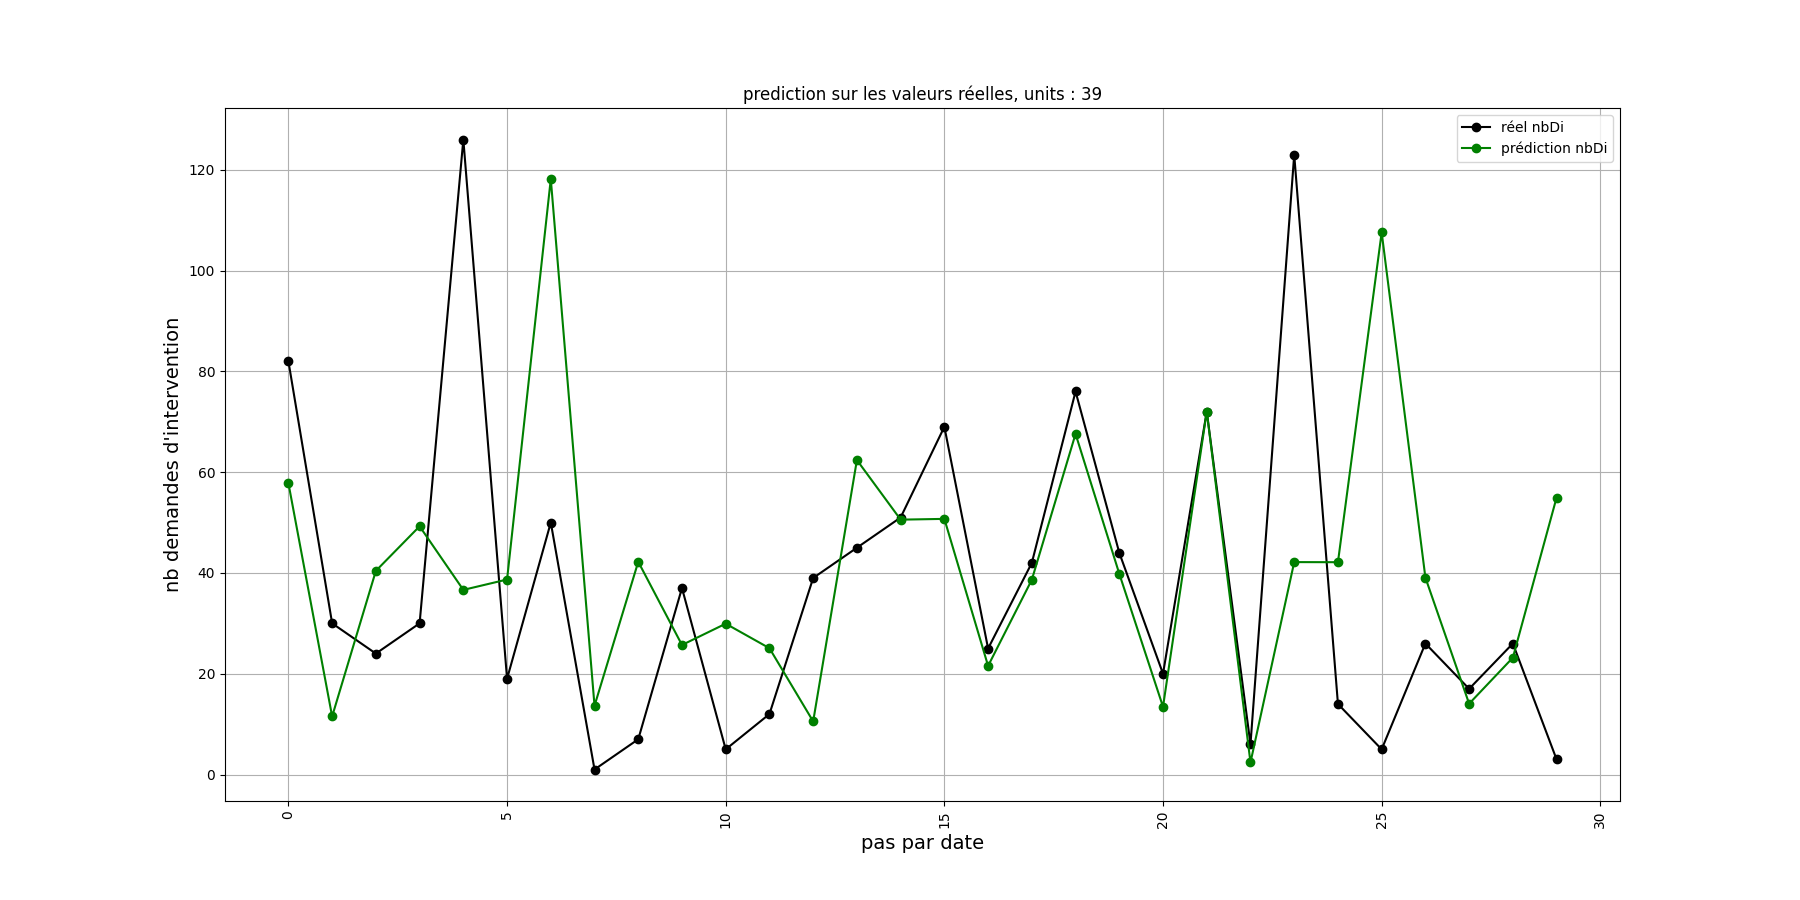 prediction sur les valeurs réelles, units : 39
réel nbDi
prédiction nbDi
nb demandes d'intervention
120
100
80
60
40
20
0
0 5 10 15 20 25 30
pas par date